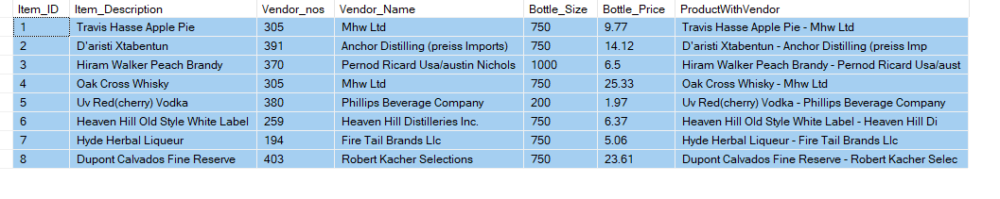 Item_ID Item_Description Vendor_nos Vendor_Name Bottle_Size Bottle_Price ProductWithVendor
1 Travis Hasse Apple Pie 305 Mhw Ltd 750 9.77 Travis Hasse Apple Pie - Mhw Ltd
2 D'aristi Xtabentun 391 Anchor Distilling (preiss Imports) 750 14.12 D'aristi Xtabentun - Anchor Distilling (preiss Imp
3 Hiram Walker Peach Brandy 370 Pernod Ricard Usa/austin Nichols 1000 6.5 Hiram Walker Peach Brandy - Pernod Ricard Usa/aust
4 Oak Cross Whisky 305 Mhw Ltd 750 25.33 Oak Cross Whisky - Mhw Ltd
5 Uv Red(cherry) Vodka 380 Phillips Beverage Company 200 1.97 Uv Red(cherry) Vodka - Phillips Beverage Company
6 Heaven Hill Old Style White Label 259 Heaven Hill Distilleries Inc. 750 6.37 Heaven Hill Old Style White Label - Heaven Hill Di
7 Hyde Herbal Liqueur 194 Fire Tail Brands Llc 750 5.06 Hyde Herbal Liqueur - Fire Tail Brands Llc
8 Dupont Calvados Fine Reserve 403 Robert Kacher Selections 750 23.61 Dupont Calvados Fine Reserve - Robert Kacher Selec